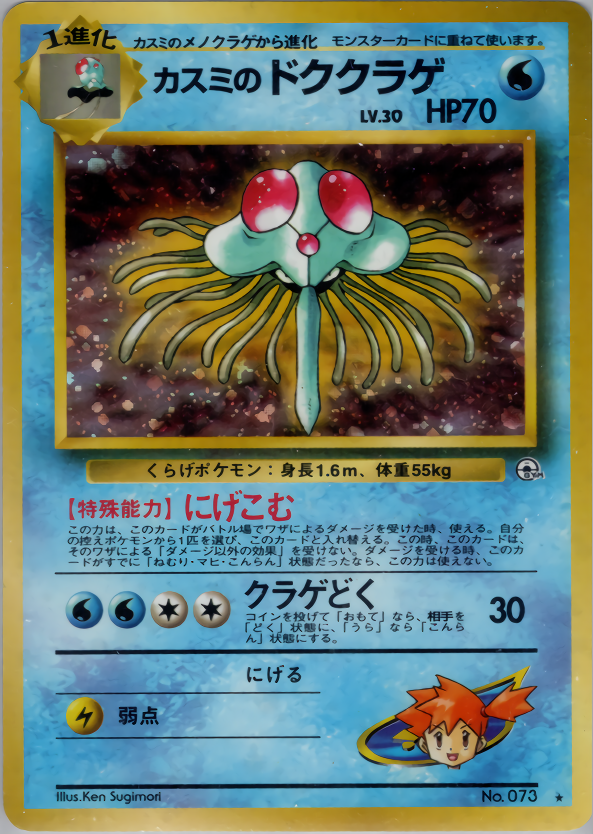 1進化
カスミのメノクラゲから進化 モンスターカードに重ねて使います。
カスミのドククラゲ
LV.30 HP70
くらげポケモン：身長1.6m、体重55kg
GYM
【特殊能力】にげこむ
この力は、このカードがバトル場でワザによるダメージを受けた時、使える。自分
の控えポケモンから1匹を選び、このカードと入れ替える。この時、このカードは、
そのワザによる「ダメージ以外の効果」を受けない。ダメージを受ける時、このカ
ードがすでに「ねむり・マヒ・こんらん」状態だったなら、この力は使えない。
クラゲどく 30
コインを投げて「おもて」なら、相手を
「どく」状態に、「うら」なら「こんら
ん」状態にする。
にげる
弱点
Illus.Ken Sugimori No. 073 ★